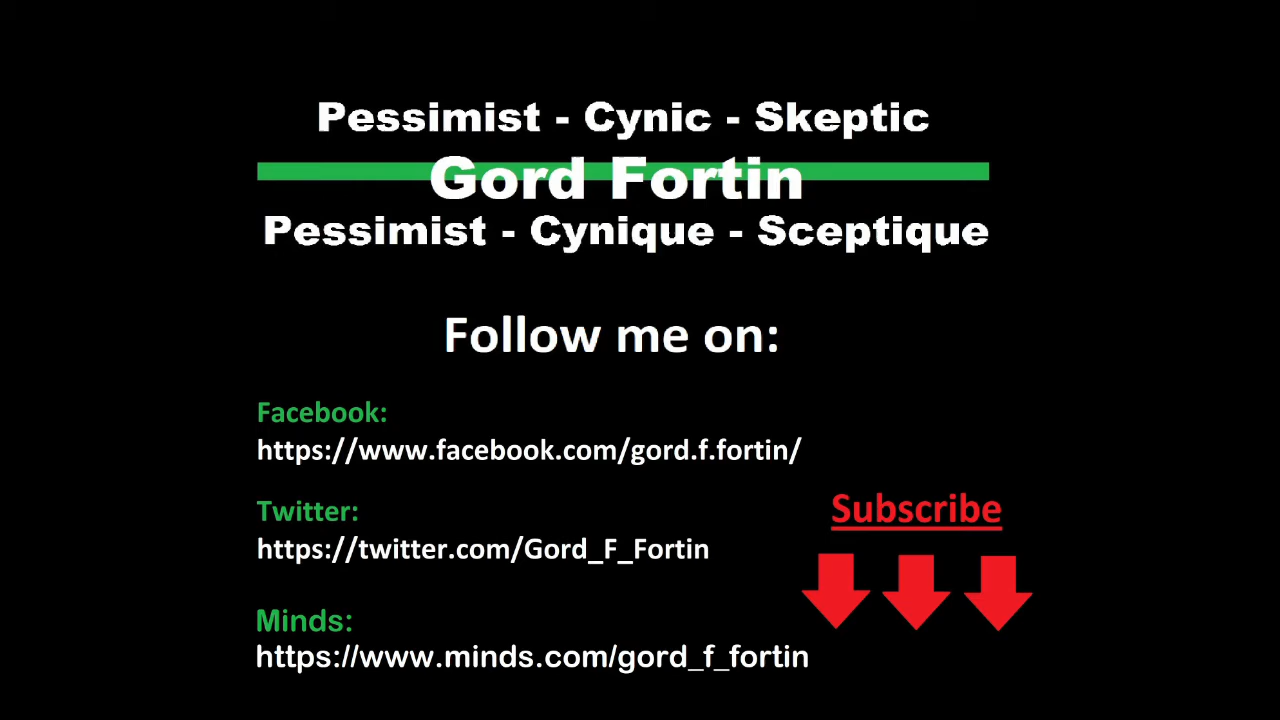 Pessimist - Cynic - Skeptic
Gord Fortin
Pessimist - Cynique - Sceptique
Follow me on:
Facebook:
https://www.facebook.com/gord.f.fortin/
Twitter:
https://twitter.com/Gord_F_Fortin
Subscribe
Minds:
https://www.minds.com/gord_f_fortin